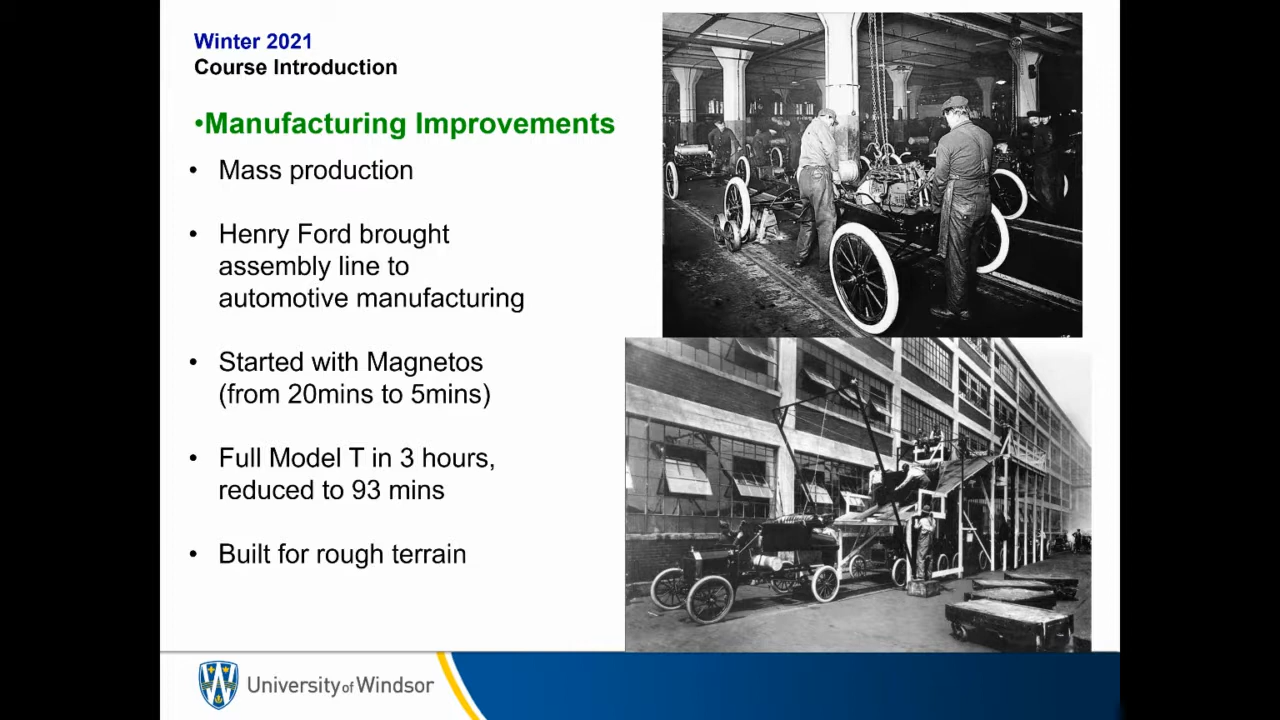 Winter 2021
Course Introduction
•Manufacturing Improvements
• Mass production
• Henry Ford brought
assembly line to
automotive manufacturing
• Started with Magnetos
(from 20mins to 5mins)
• Full Model T in 3 hours,
reduced to 93 mins
• Built for rough terrain
University of Windsor